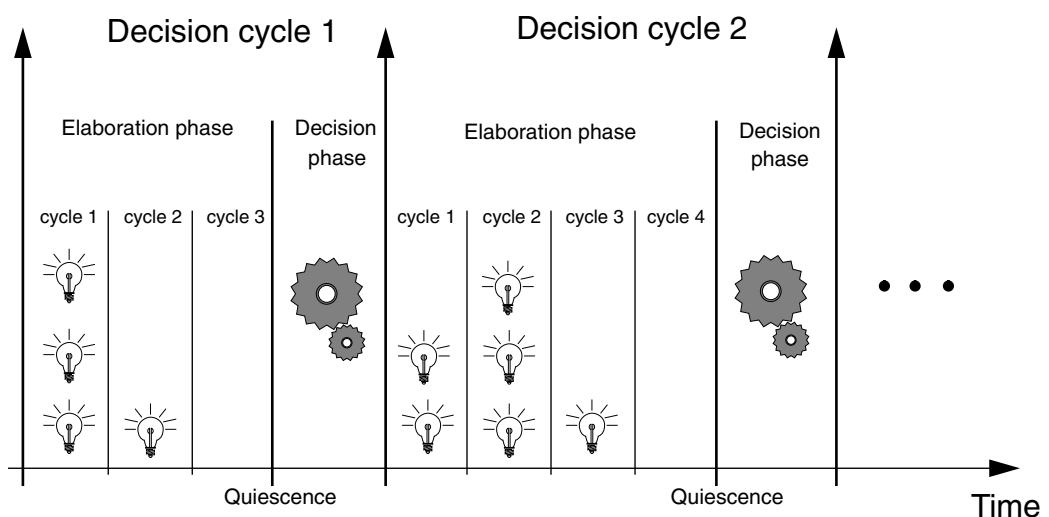 Decision cycle 1
Decision cycle 2
Elaboration phase
Decision
phase
Elaboration phase
Decision
phase
cycle 1
cycle 2
cycle 3
cycle 1
cycle 2
cycle 3
cycle 4
Quiescence
Quiescence
Time